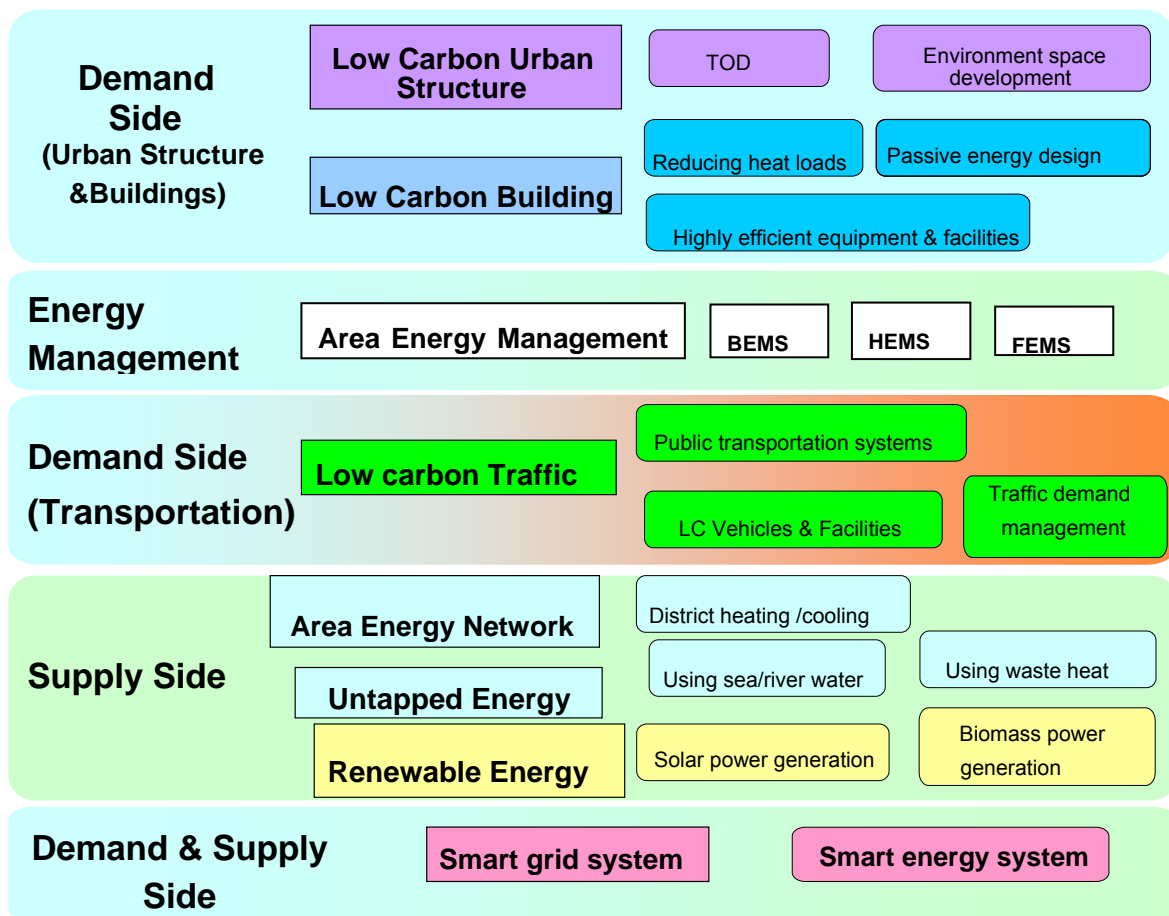 Demand
Side
(Urban Structure
&Buildings)
Low Carbon Urban
Structure
TOD
Environment space
development
Low Carbon Building
Reducing heat loads
Passive energy design
Highly efficient equipment & facilities
Energy
Management
Area Energy Management
BEMS
HEMS
FEMS
Demand Side
(Transportation)
Low carbon Traffic
Public transportation systems
LC Vehicles & Facilities
Traffic demand
management
Supply Side
Area Energy Network
District heating /cooling
Untapped Energy
Using sea/river water
Using waste heat
Renewable Energy
Solar power generation
Biomass power
generation
Demand & Supply
Side
Smart grid system
Smart energy system